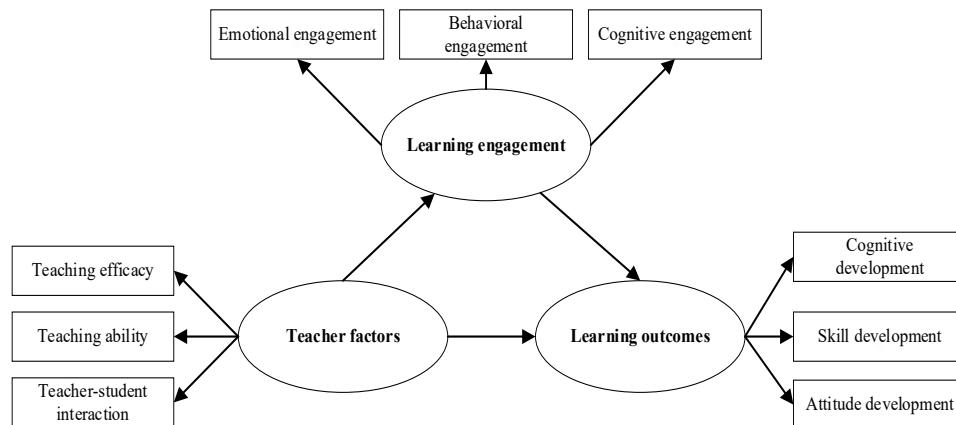 Emotional engagement
Behavioral
engagement
Cognitive engagement
Learning engagement
Teaching efficacy
Teaching ability
Teacher-student
interaction
Teacher factors
Learning outcomes
Cognitive
development
Skill development
Attitude development